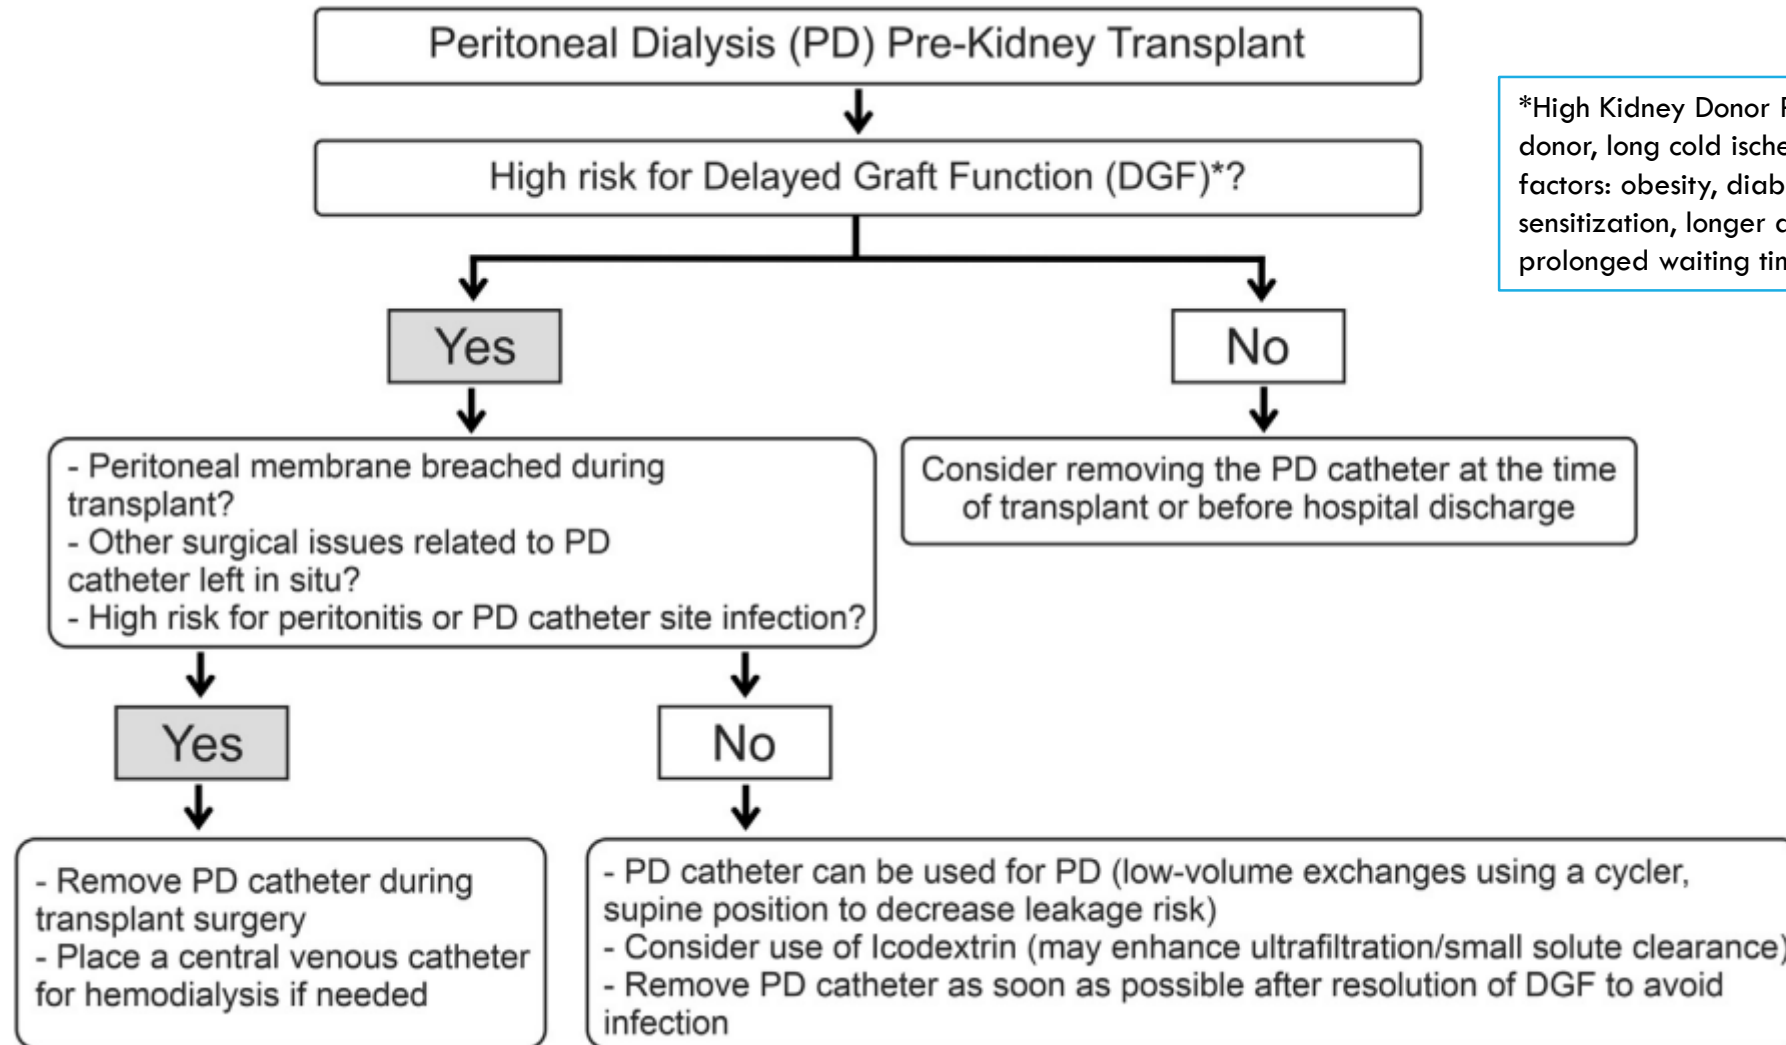 Peritoneal Dialysis (PD) Pre-Kidney Transplant
High risk for Delayed Graft Function (DGF)*?
*High Kidney Donor
donor, long cold
factors: obesity,
sensitization, longer
prolonged waiting
Yes
No
- Peritoneal membrane breached during
transplant?
- Other surgical issues related to PD
catheter left in situ?
- High risk for peritonitis or PD catheter site infection?
Consider removing the PD catheter at the time
of transplant or before hospital discharge
Yes
No
- Remove PD catheter during
transplant surgery
- Place a central venous catheter
for hemodialysis if needed
- PD catheter can be used for PD (low-volume exchanges using a cycler,
supine position to decrease leakage risk)
- Consider use of Icodextrin (may enhance ultrafiltration/small solute clearance)
- Remove PD catheter as soon as possible after resolution of DGF to avoid
infection